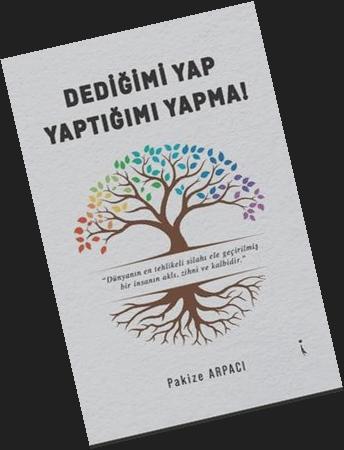 DEDİĞİMİ YAP
YAPTIĞIMI YAPMA!
“Dünyanın en tehlikeli silahı ele geçirilmiş
bir insanın aklı, zihni ve kalbidir.”
Pakize ARPACI